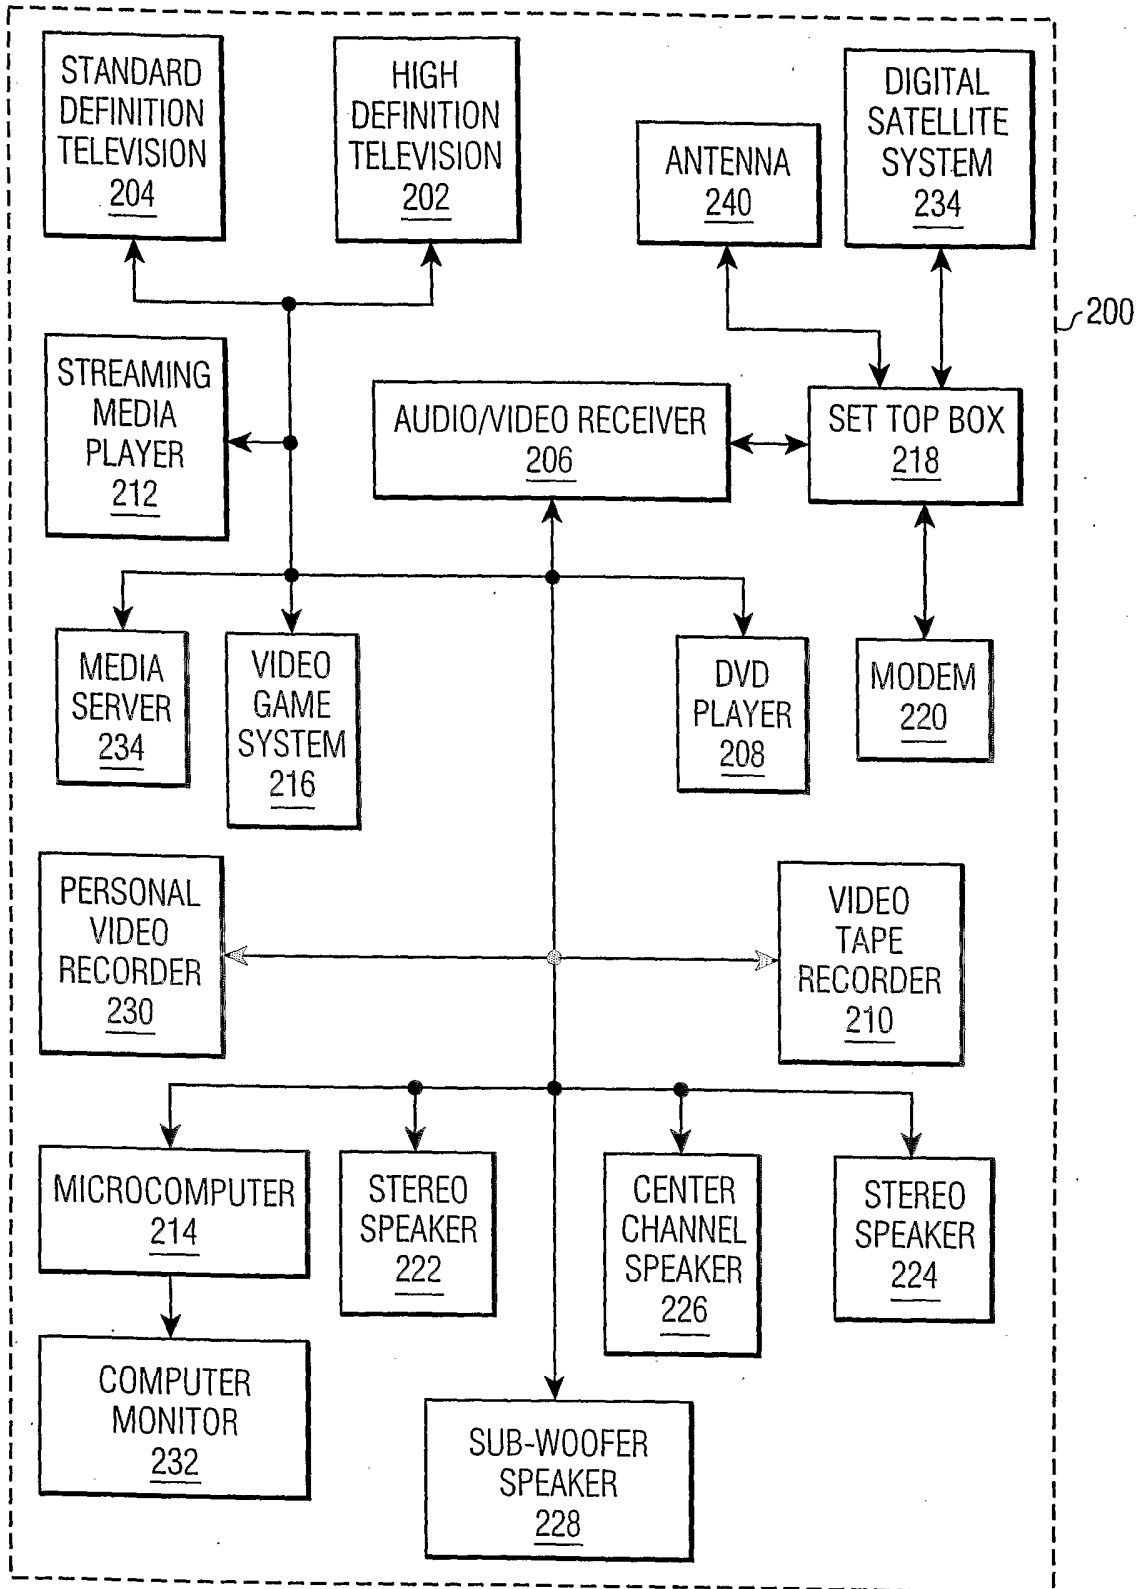 STANDARD
DEFINITION
TELEVISION
204
HIGH
DEFINITION
TELEVISION
202
ANTENNA
240
DIGITAL
SATELLITE
SYSTEM
234
200
STREAMING
MEDIA
PLAYER
212
AUDIO/VIDEO RECEIVER
206
SET TOP BOX
218
MEDIA
SERVER
234
VIDEO
GAME
SYSTEM
216
DVD
PLAYER
208
MODEM
220
PERSONAL
VIDEO
RECORDER
230
VIDEO
TAPE
RECORDER
210
MICROCOMPUTER
214
STEREO
SPEAKER
222
CENTER
CHANNEL
SPEAKER
226
STEREO
SPEAKER
224
COMPUTER
MONITOR
232
SUB-WOOFER
SPEAKER
228